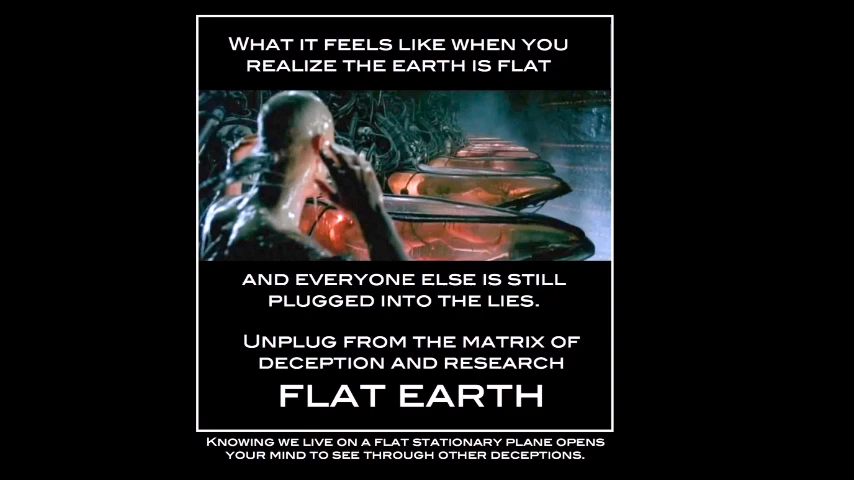 What it feels like when you
realize the earth is flat
and everyone else is still
plugged into the lies.
Unplug from the matrix of
deception and research
FLAT EARTH
Knowing we live on a flat stationary plane opens
your mind to see through other deceptions.